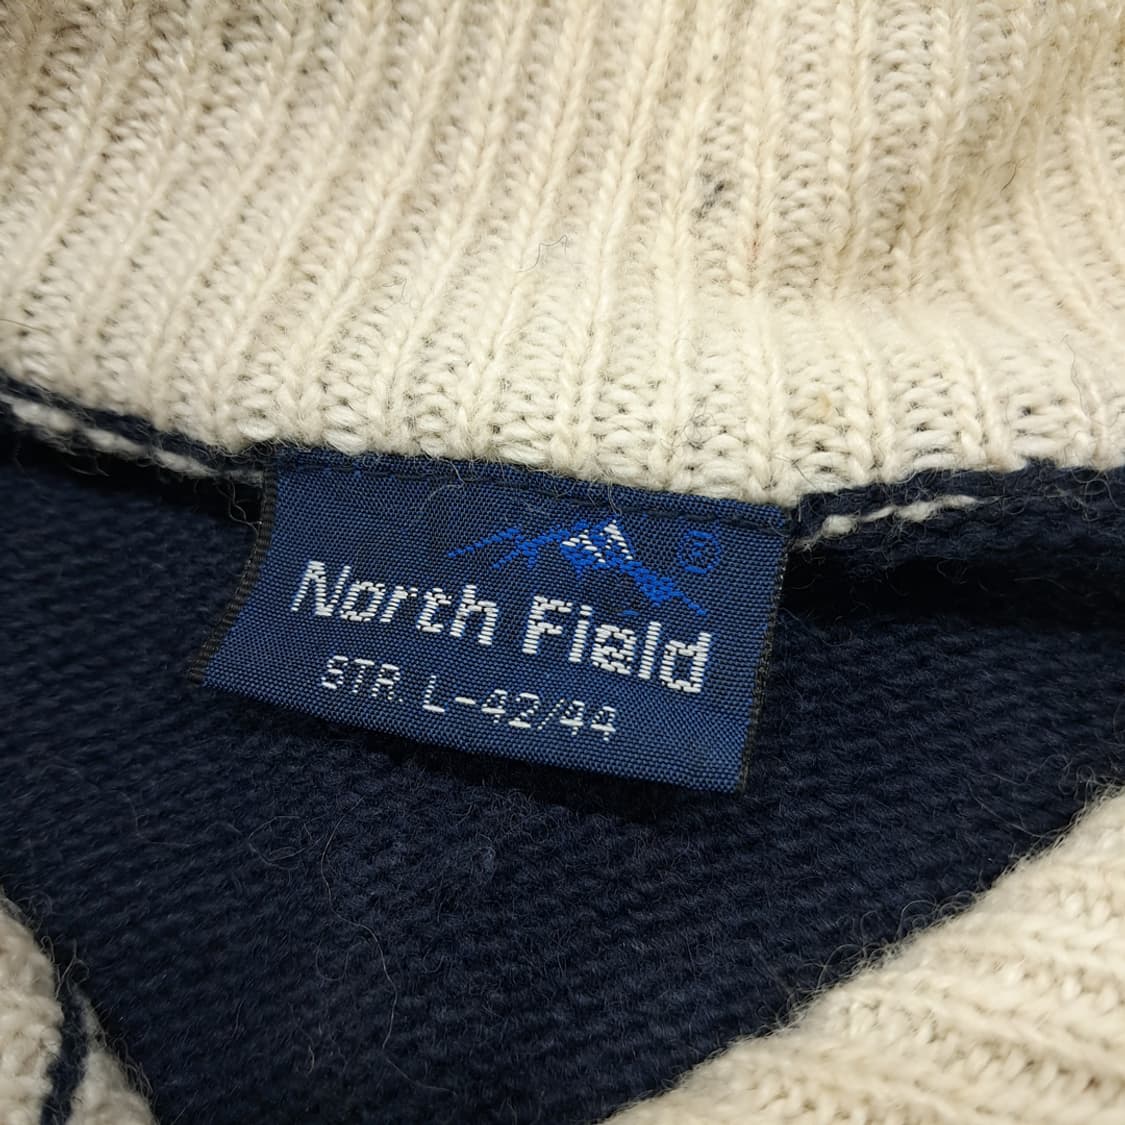 ®
North Field
STR. L-42/44